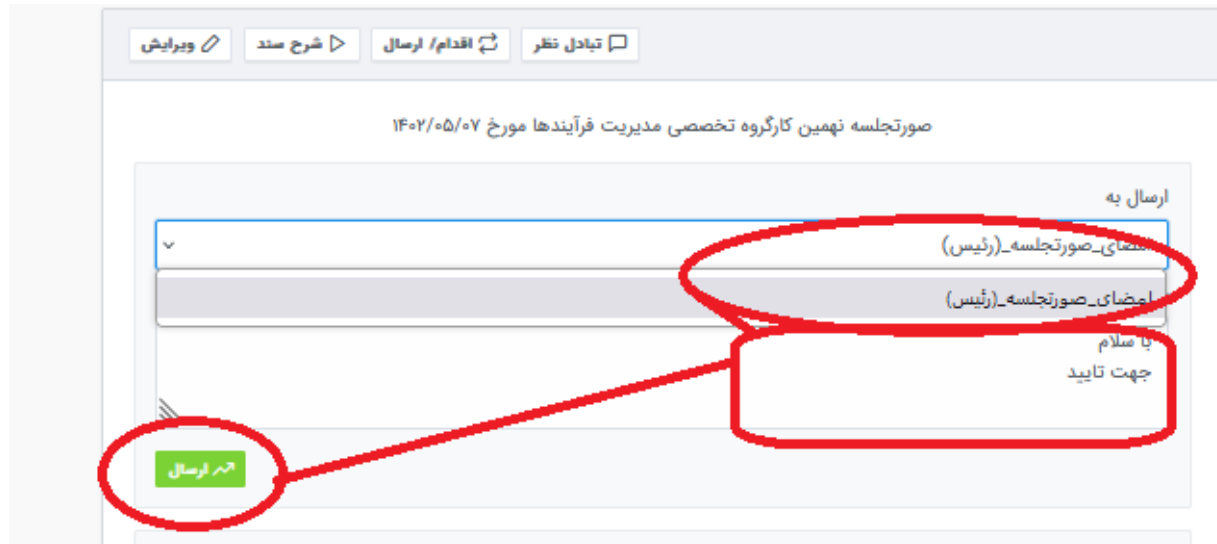 تبادل نظر
اقدام/ ارسال
شرح سند
ویرایش
صورتجلسه نهمین کارگروه تخصصی مدیریت فرآیندها مورخ ۱۴۰۲/۰۵/۰۷
ارسال به
امضای_صورتجلسه_(رئیس)
امضای_صورتجلسه_(رئیس)
با سلام
جهت تایید
ارسال